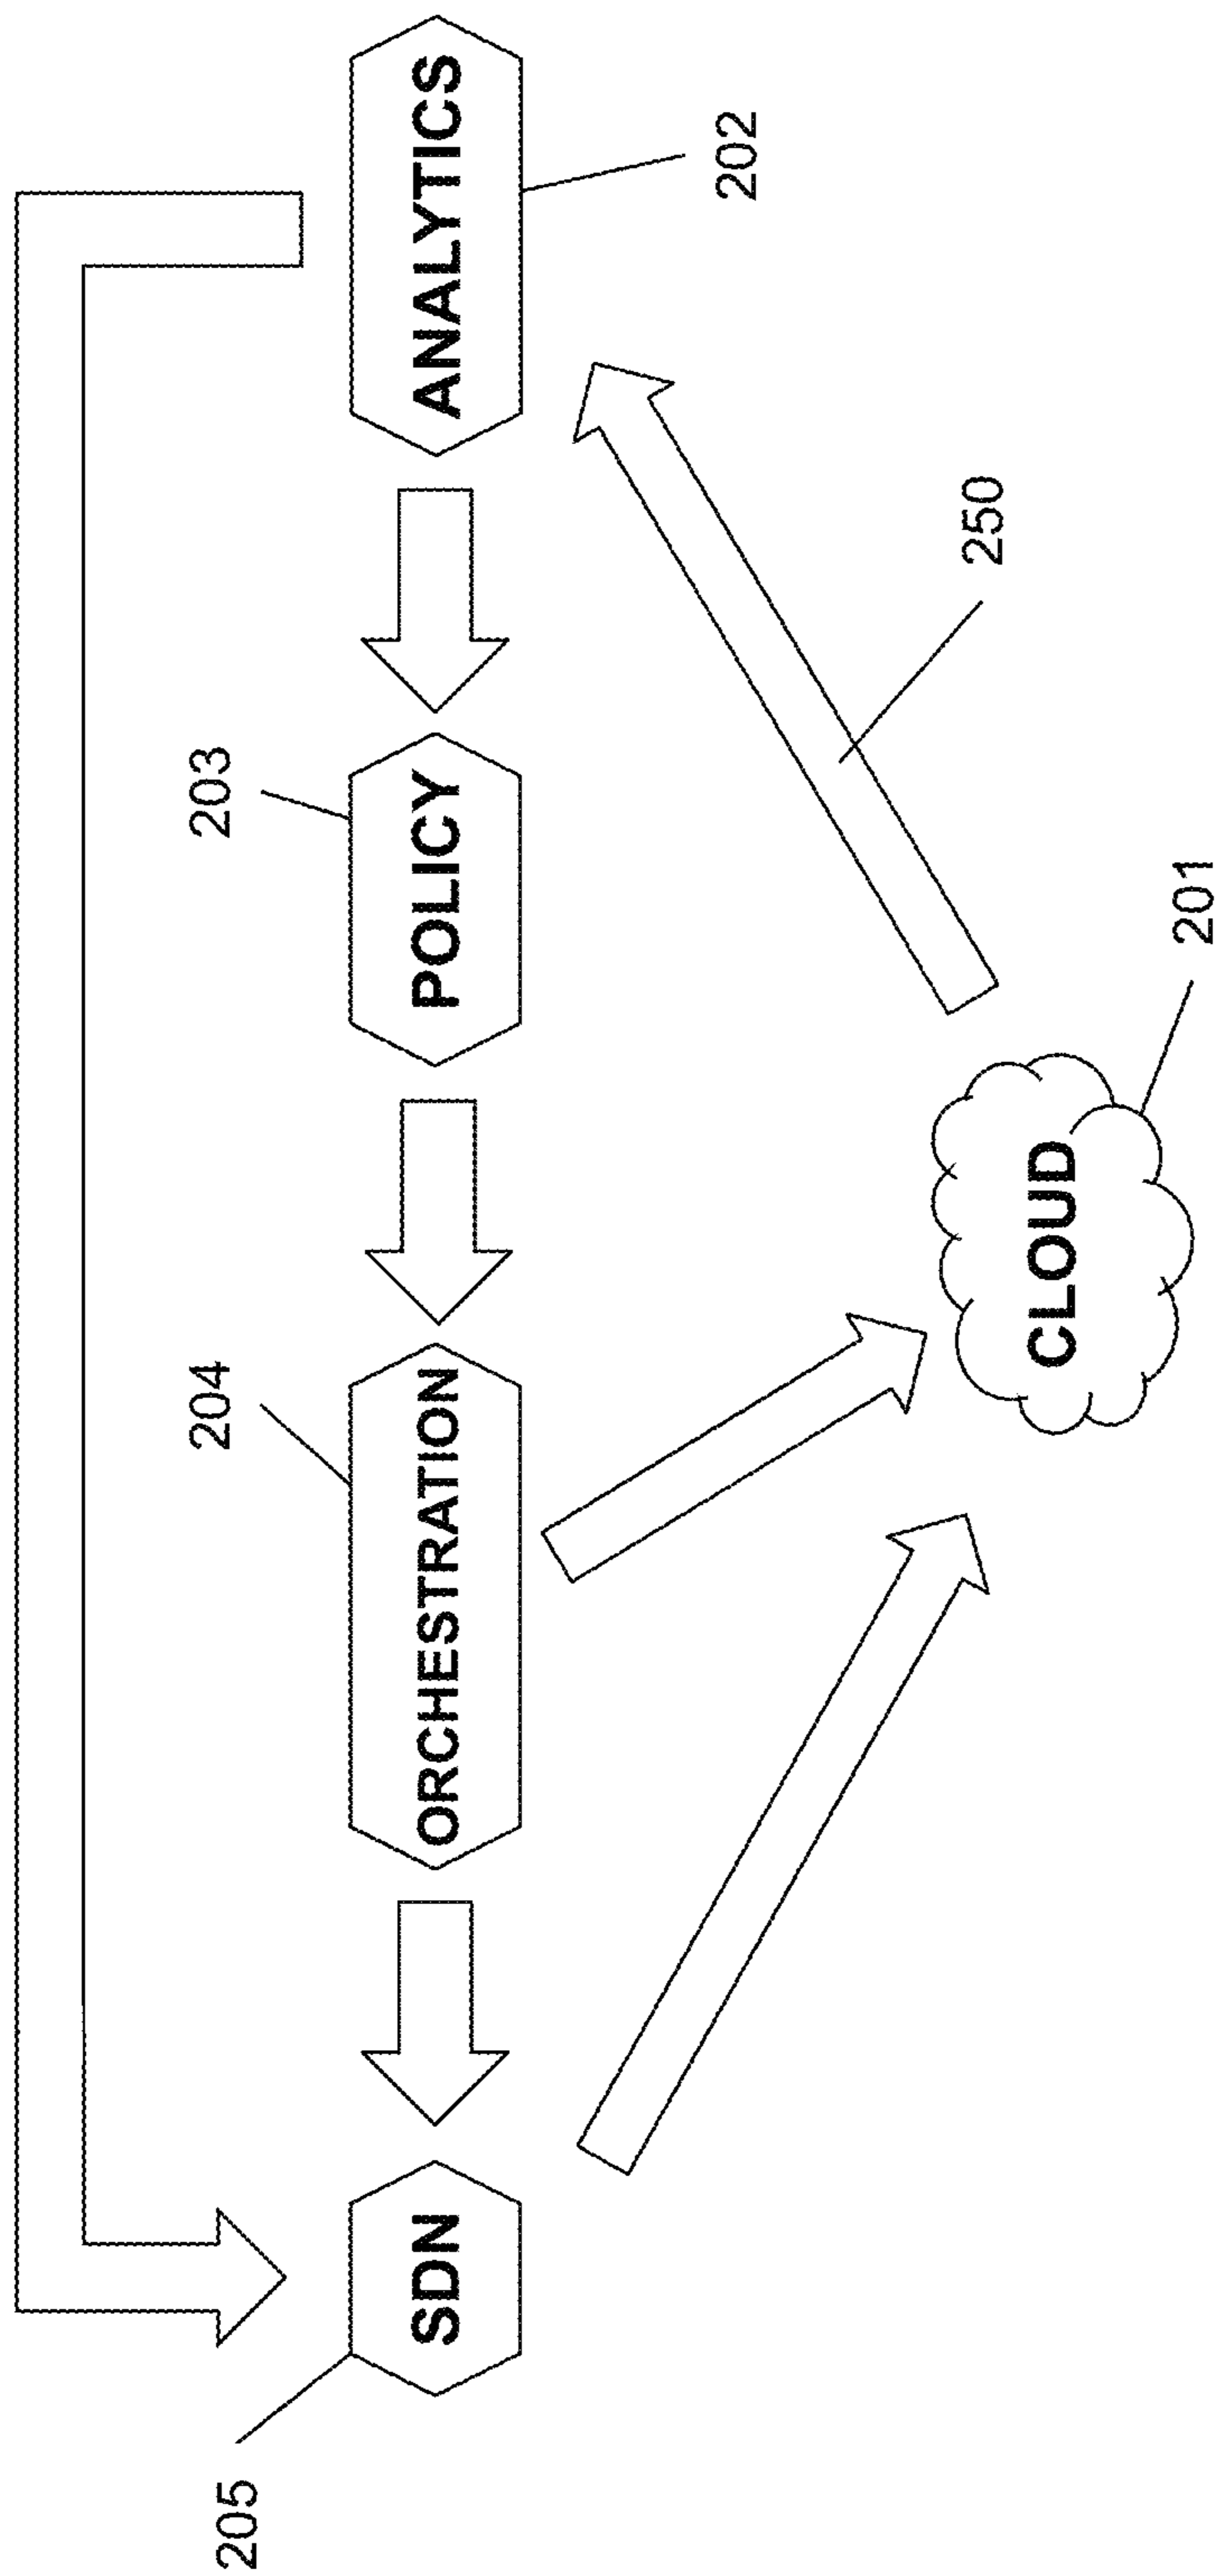 205
204
203
SDN
ORCHESTRATION
POLICY
ANALYTICS
202
250
CLOUD
201